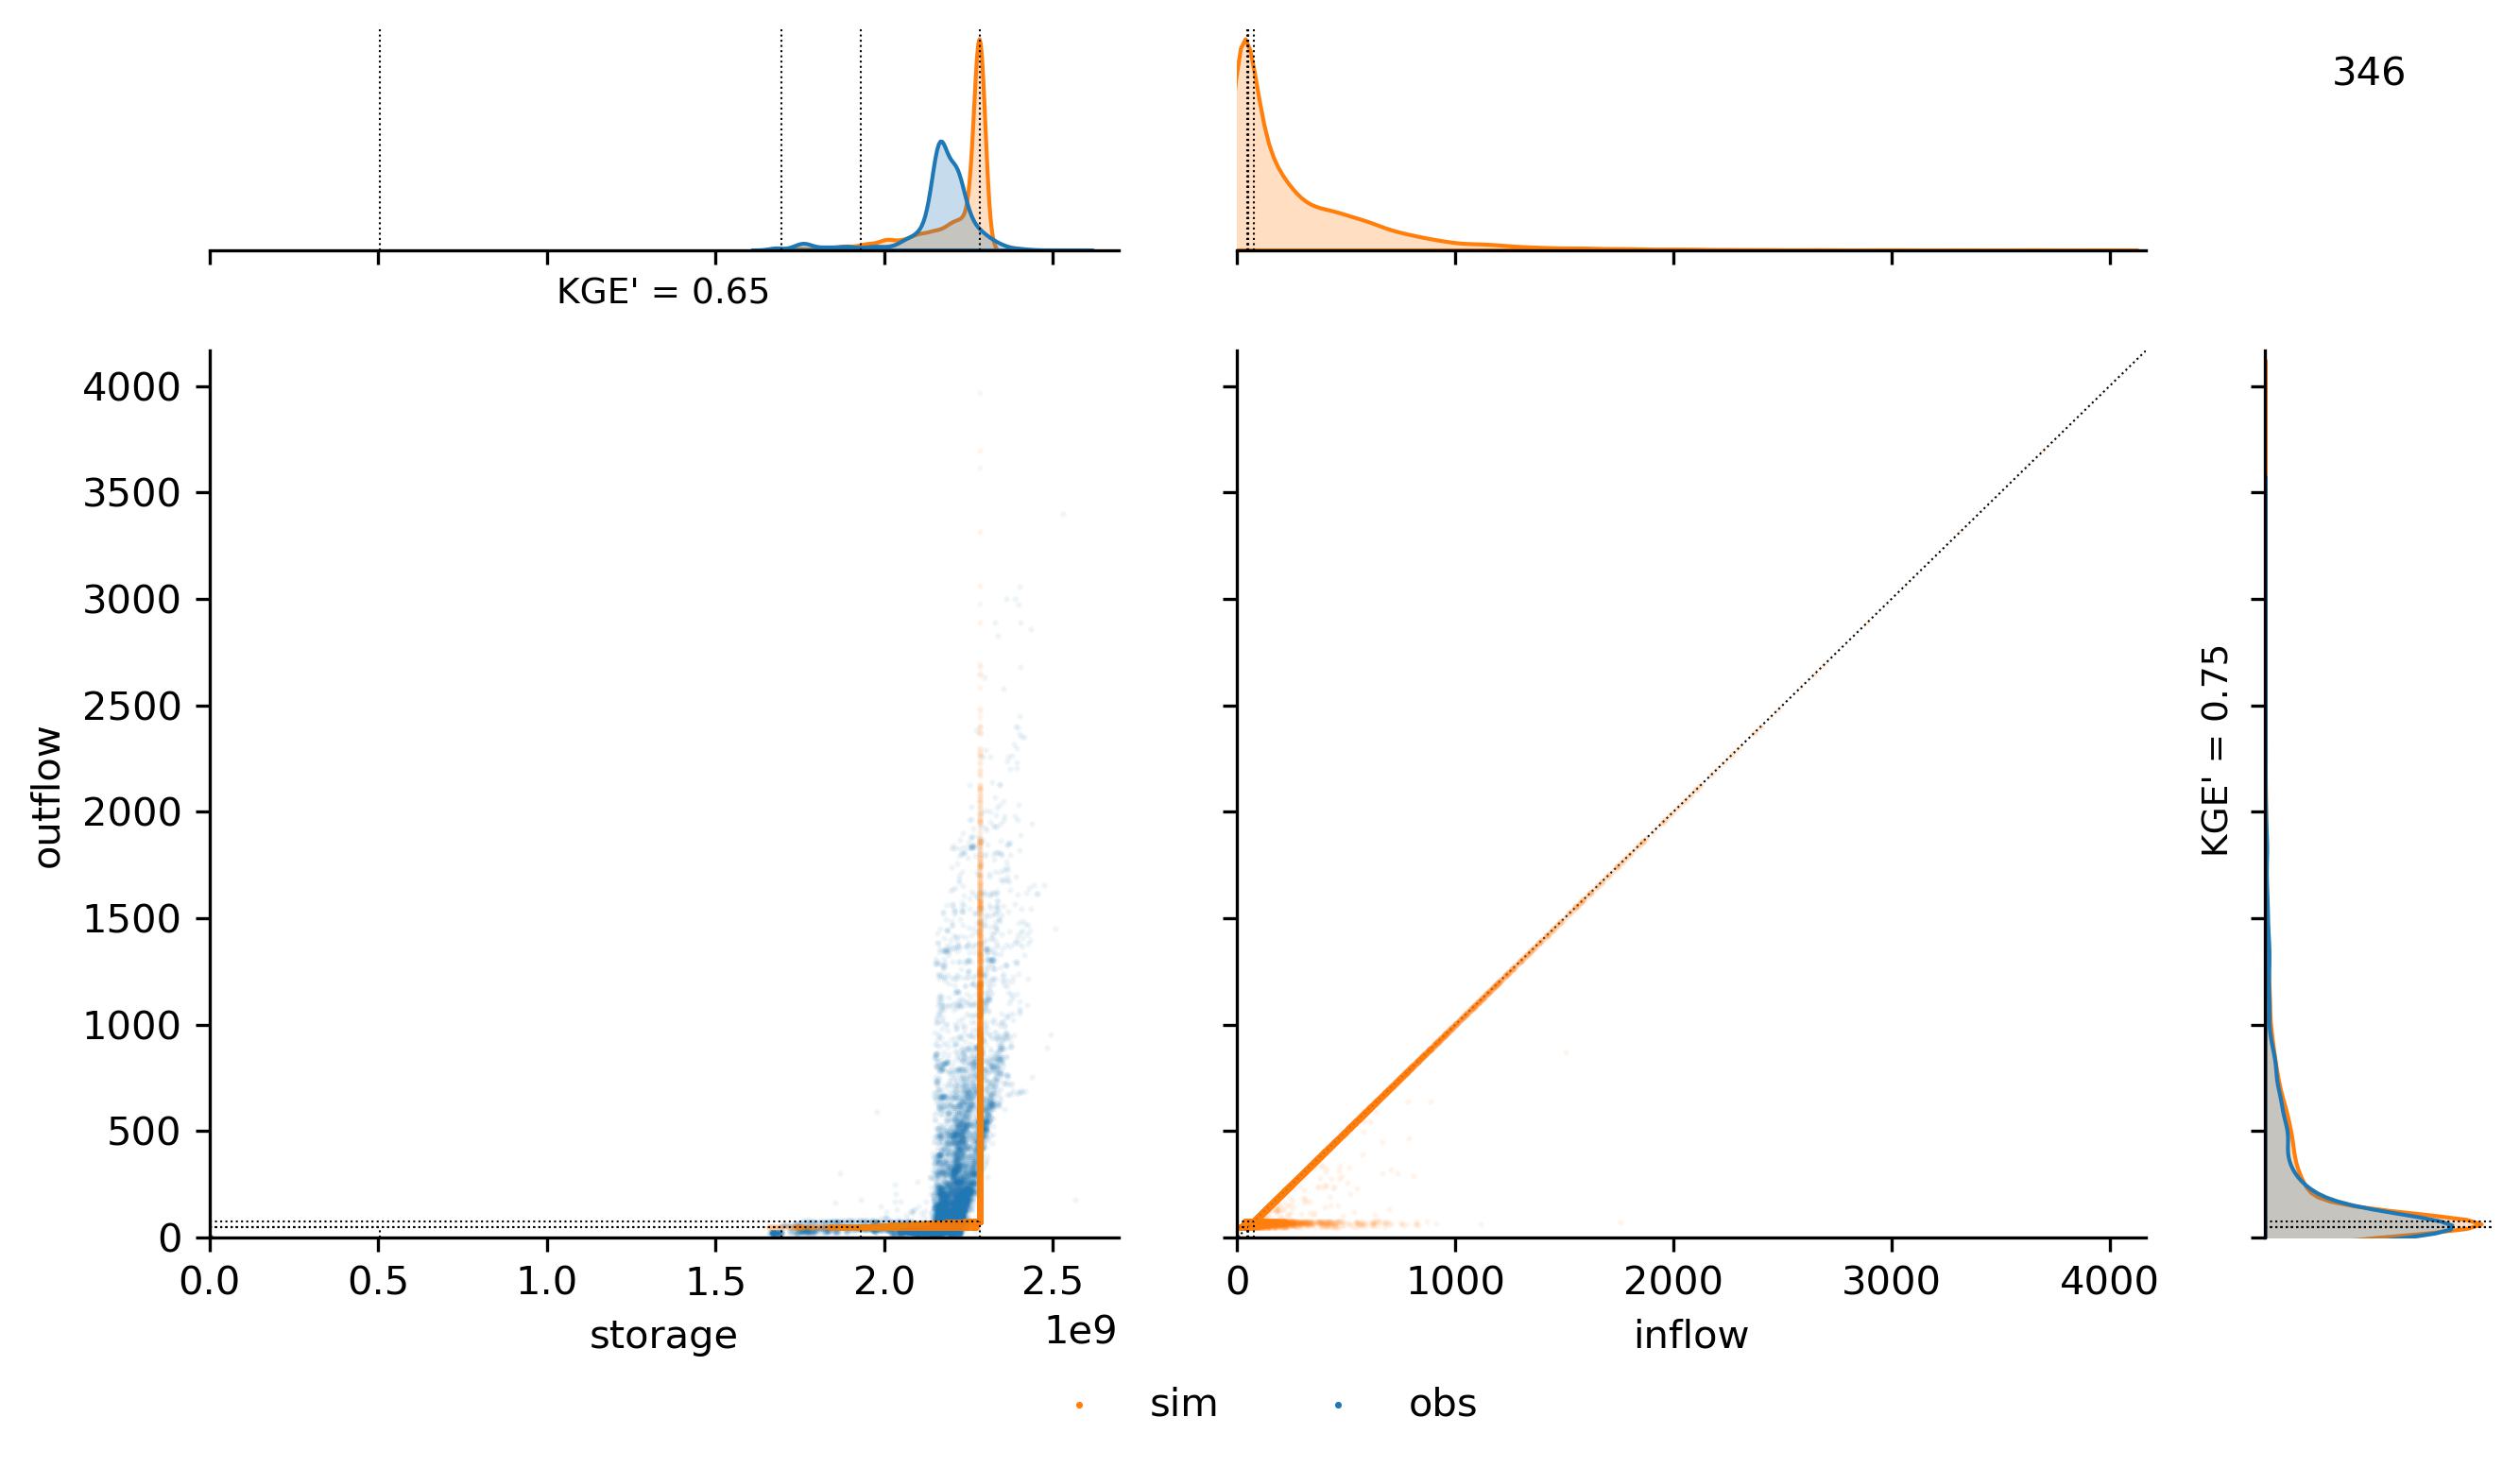 346
KGE' = 0.65
4000
3500
3000
2500
2000
1500
1000
500
0
outflow
KGE' = 0.75
0.0 0.5 1.0 1.5 2.0 2.5
1e9
storage
0 1000 2000 3000 4000
inflow
sim obs